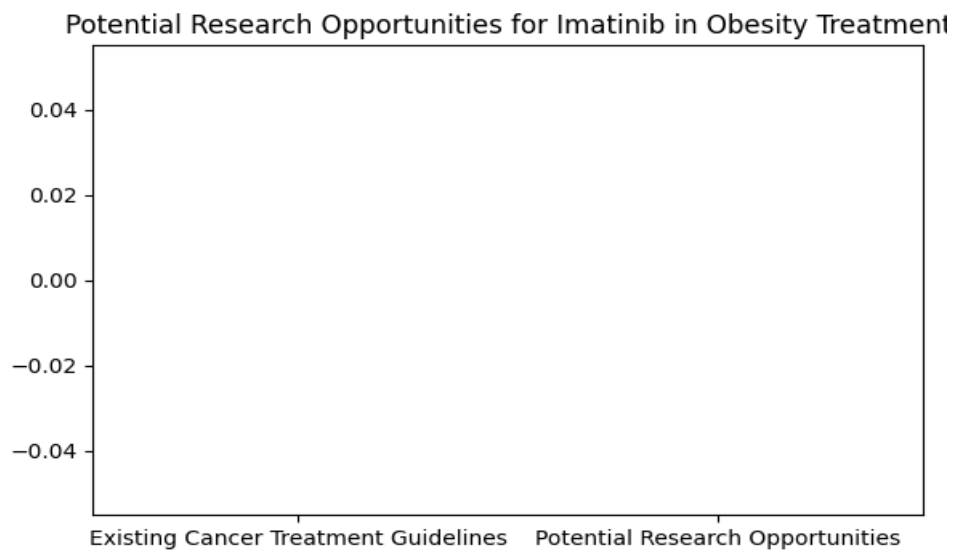 Potential Research Opportunities for Imatinib in Obesity Treatment
0.04
0.02
0.00
−0.02
−0.04
Existing Cancer Treatment Guidelines Potential Research Opportunities